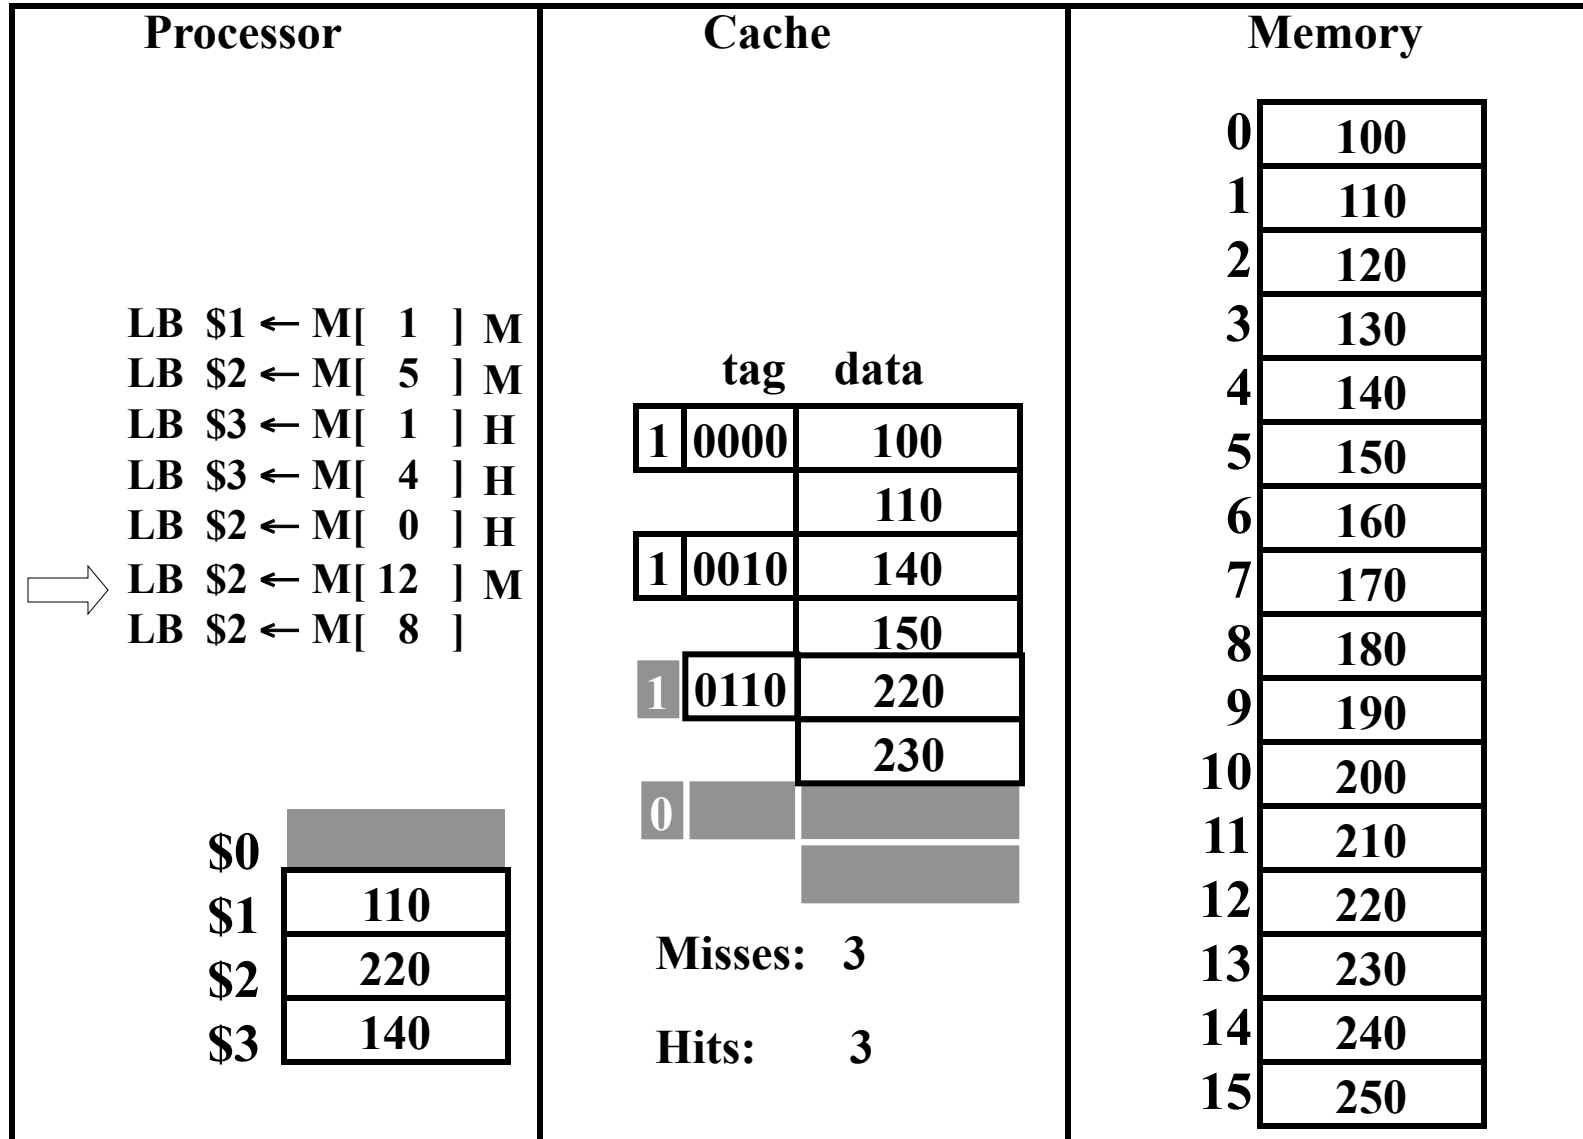 Processor
LB $1 ← M[ 1 ] M
LB $2 ← M[ 5 ] M
LB $3 ← M[ 1 ] H
LB $3 ← M[ 4 ] H
LB $2 ← M[ 0 ] H
LB $2 ← M[ 12 ] M
LB $2 ← M[ 8 ]
$0
$1 110
$2 220
$3 140
Cache
tag data
1 0000 100
110
1 0010 140
150
1 0110 220
230
0
Misses: 3
Hits: 3
Memory
0 100
1 110
2 120
3 130
4 140
5 150
6 160
7 170
8 180
9 190
10 200
11 210
12 220
13 230
14 240
15 250